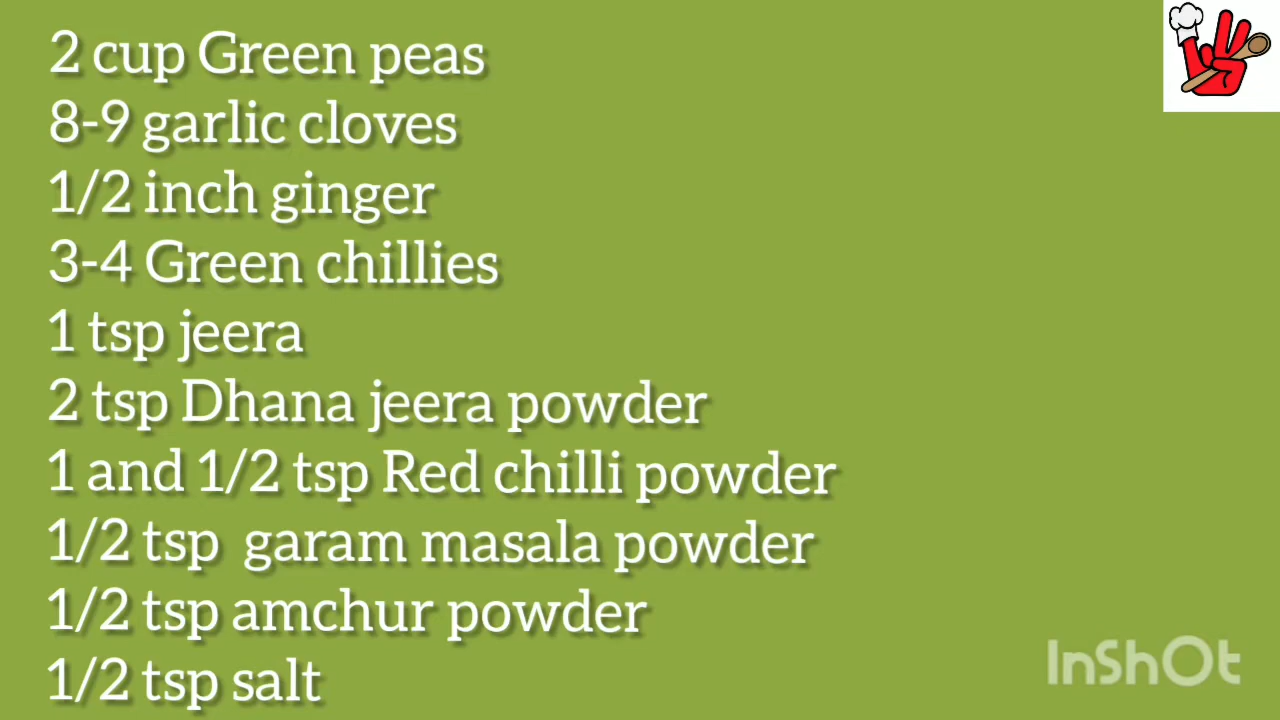 2 cup Green peas
8-9 garlic cloves
1/2 inch ginger
3-4 Green chillies
1 tsp jeera
2 tsp Dhana jeera powder
1 and 1/2 tsp Red chilli powder
1/2 tsp  garam masala powder
1/2 tsp amchur powder
1/2 tsp salt
InShOt